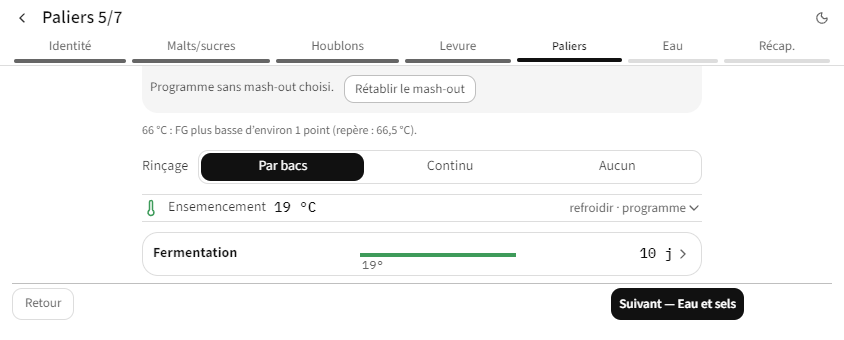 Paliers 5/7
Identité
Malts/sucres
Houblons
Levure
Paliers
Eau
Récap.
Programme sans mash-out choisi. Rétablir le mash-out
66 °C : FG plus basse d’environ 1 point (repère : 66,5 °C).
Rinçage Par bacs Continu Aucun
Ensemencement 19 °C refroidir · programme
Fermentation 10 j
19°
Retour Suivant — Eau et sels